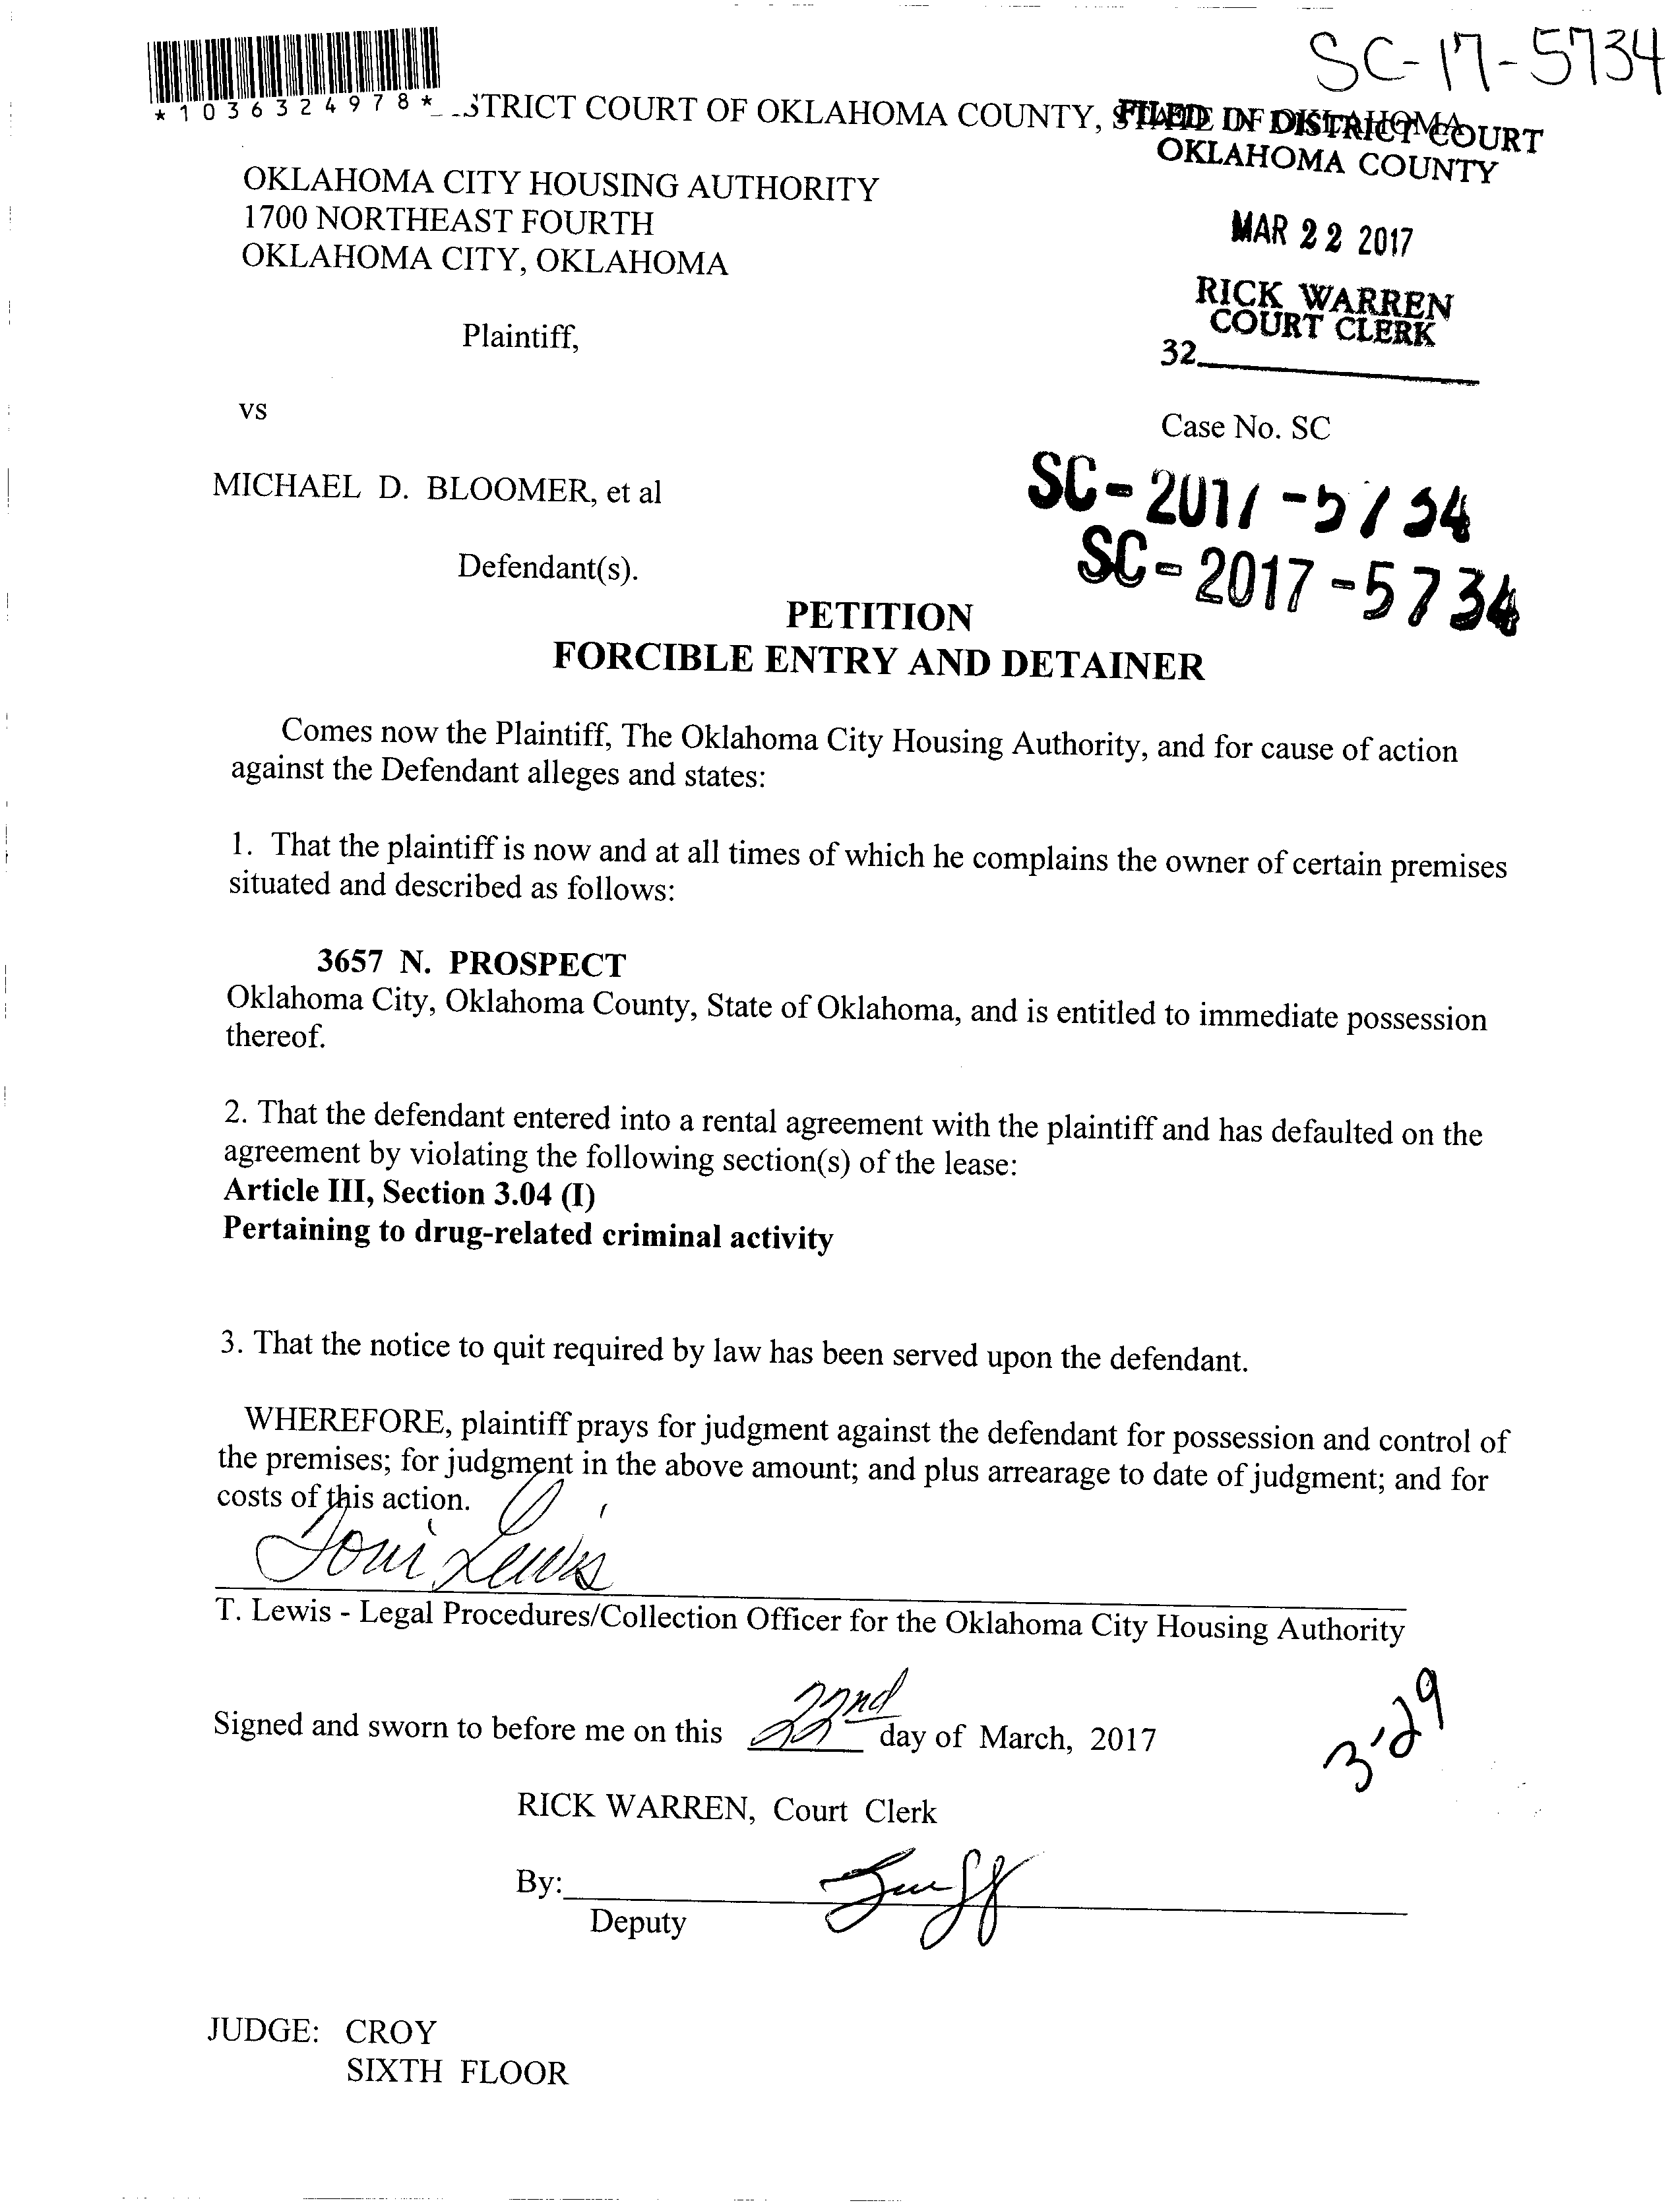 SC-17-5734
*1036324978*
STRICT COURT OF OKLAHOMA COUNTY, STATE OF OKLAHOMA
FILED IN DISTRICT COURT
OKLAHOMA COUNTY
OKLAHOMA CITY HOUSING AUTHORITY
1700 NORTHEAST FOURTH
OKLAHOMA CITY, OKLAHOMA
MAR 22 2017
RICK WARREN
COURT CLERK
32
Plaintiff,
vs
Case No. SC
MICHAEL D. BLOOMER, et al
SC-2017-5734
SC-2017-5734
Defendant(s).
PETITION
FORCIBLE ENTRY AND DETAINER
Comes now the Plaintiff, The Oklahoma City Housing Authority, and for cause of action
against the Defendant alleges and states:
1. That the plaintiff is now and at all times of which he complains the owner of certain premises
situated and described as follows:
3657 N. PROSPECT
Oklahoma City, Oklahoma County, State of Oklahoma, and is entitled to immediate possession
thereof.
2. That the defendant entered into a rental agreement with the plaintiff and has defaulted on the
agreement by violating the following section(s) of the lease:
Article III, Section 3.04 (I)
Pertaining to drug-related criminal activity
3. That the notice to quit required by law has been served upon the defendant.
WHEREFORE, plaintiff prays for judgment against the defendant for possession and control of
the premises; for judgment in the above amount; and plus arrearage to date of judgment; and for
costs of this action.
Toni Lewis
T. Lewis - Legal Procedures/Collection Officer for the Oklahoma City Housing Authority
Signed and sworn to before me on this 22nd day of March, 2017
3-29
RICK WARREN, Court Clerk
By:
Deputy
JUDGE: CROY
SIXTH FLOOR